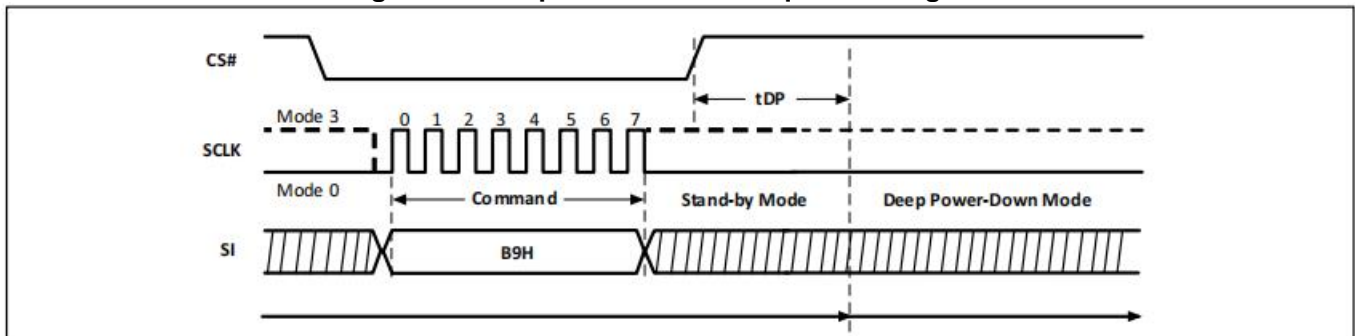 CS#
tDP
Mode 3
0 1 2 3 4 5 6 7
SCLK
Mode 0
Command
Stand-by Mode
Deep Power-Down Mode
SI
B9H